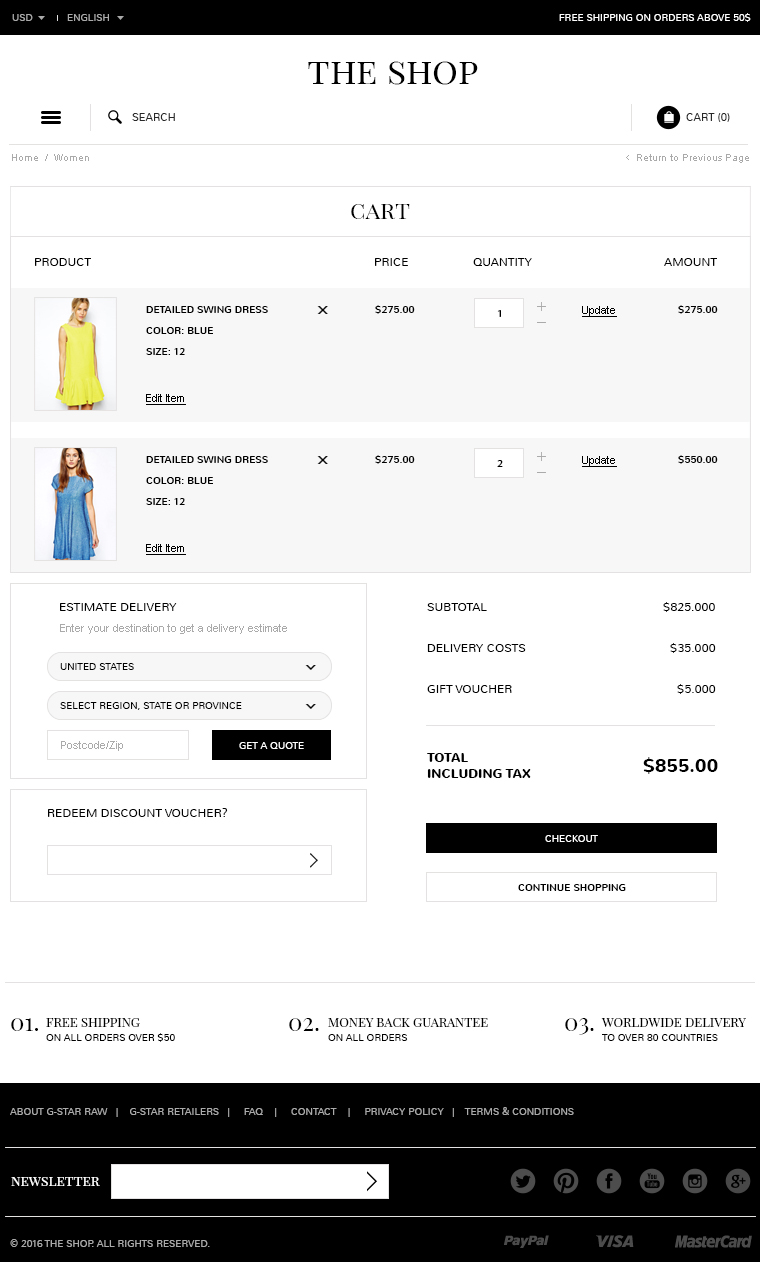 USD | ENGLISH FREE SHIPPING ON ORDERS ABOVE 50$
THE SHOP
SEARCH CART (0)
Home / Women < Return to Previous Page
CART
PRODUCT PRICE QUANTITY AMOUNT
DETAILED SWING DRESS $275.00 1 Update $275.00
COLOR: BLUE
SIZE: 12
Edit Item
DETAILED SWING DRESS $275.00 2 Update $550.00
COLOR: BLUE
SIZE: 12
Edit Item
ESTIMATE DELIVERY
Enter your destination to get a delivery estimate
UNITED STATES
SELECT REGION, STATE OR PROVINCE
Postcode/Zip GET A QUOTE
REDEEM DISCOUNT VOUCHER?
SUBTOTAL $825.000
DELIVERY COSTS $35.000
GIFT VOUCHER $5.000
TOTAL
INCLUDING TAX $855.00
CHECKOUT
CONTINUE SHOPPING
01. FREE SHIPPING
ON ALL ORDERS OVER $50
02. MONEY BACK GUARANTEE
ON ALL ORDERS
03. WORLDWIDE DELIVERY
TO OVER 80 COUNTRIES
ABOUT G-STAR RAW | G-STAR RETAILERS | FAQ | CONTACT | PRIVACY POLICY | TERMS & CONDITIONS
NEWSLETTER You Tube g+
© 2016 THE SHOP. ALL RIGHTS RESERVED. PayPal VISA MasterCard